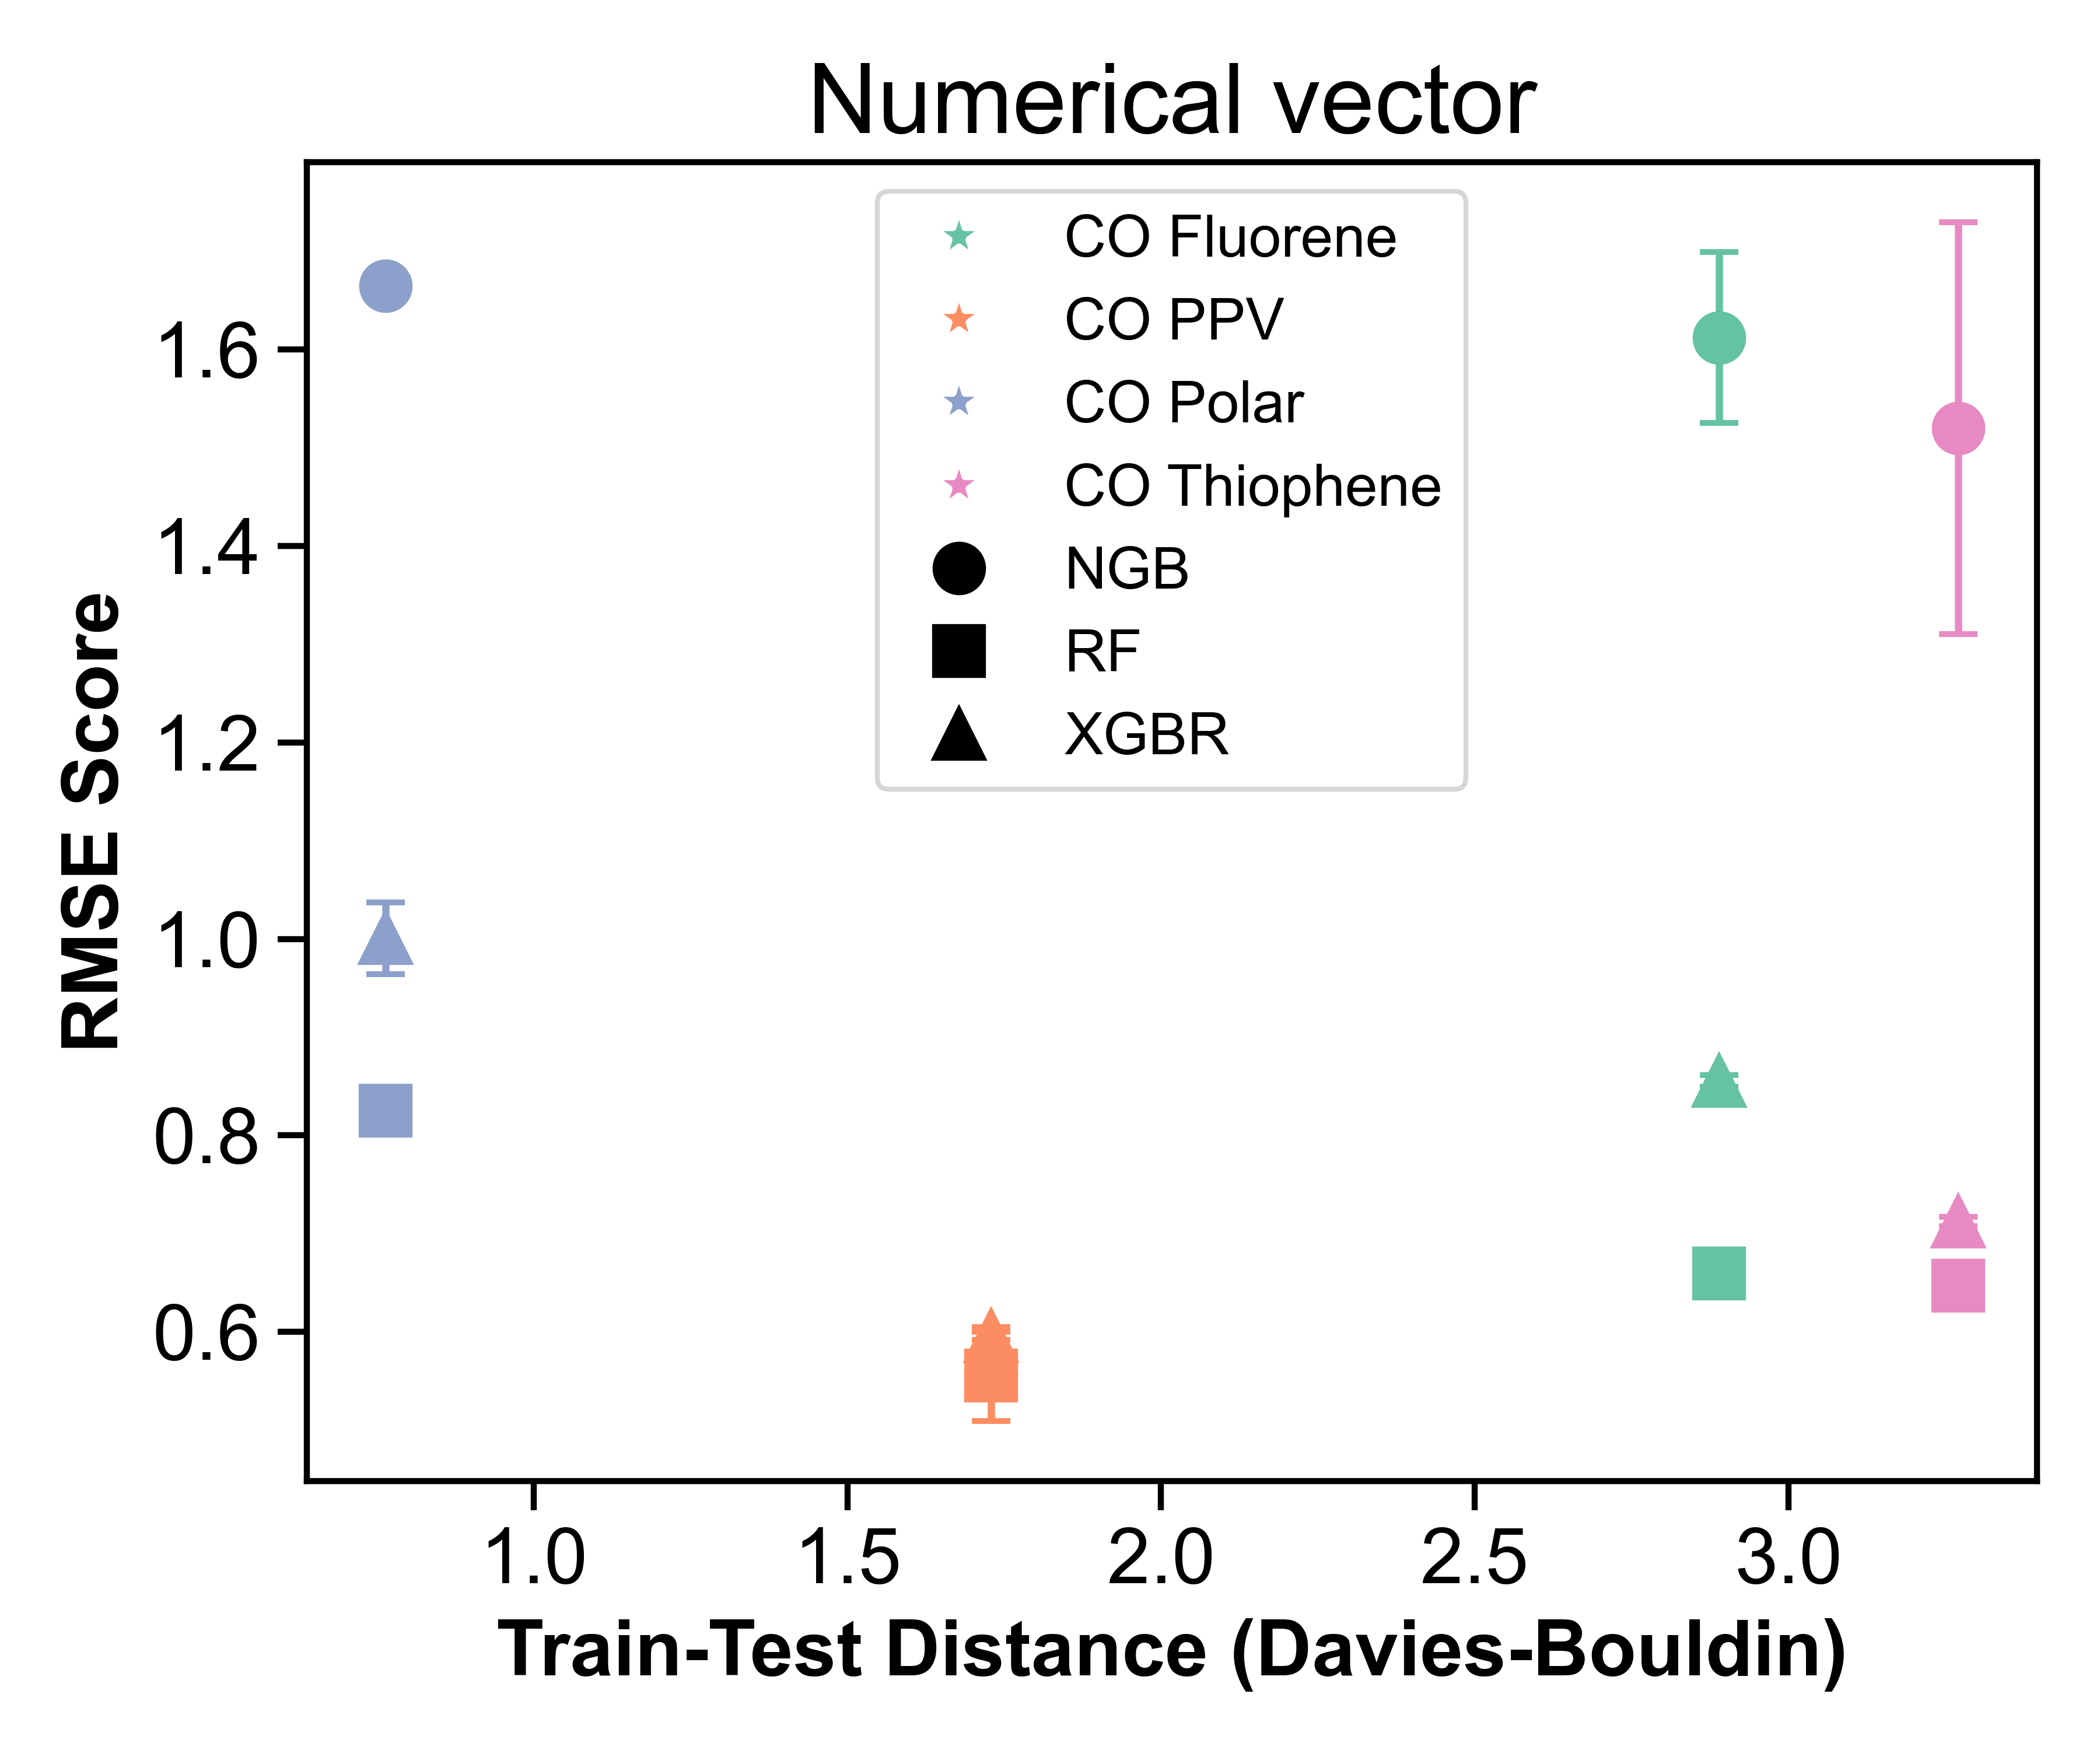 Numerical vector
CO Fluorene
CO PPV
CO Polar
CO Thiophene
NGB
RF
XGBR
RMSE Score
1.6
1.4
1.2
1.0
0.8
0.6
1.0 1.5 2.0 2.5 3.0
Train-Test Distance (Davies-Bouldin)